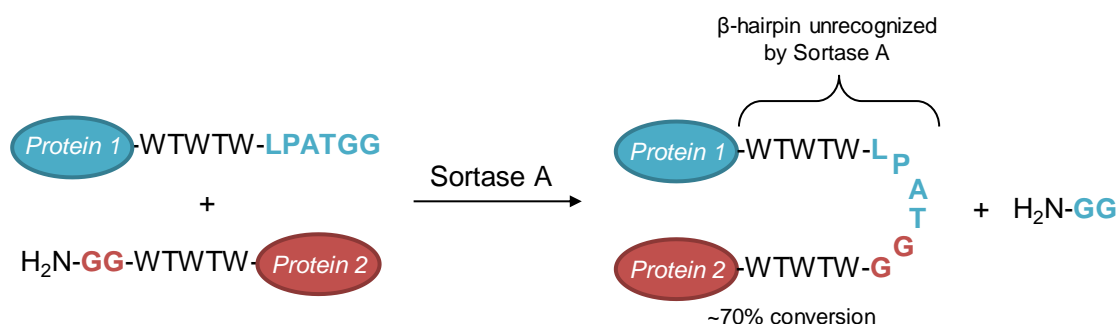 β-hairpin unrecognized
by Sortase A
Protein 1-WTWTW-LPATGG
+
H₂N-GG-WTWTW-Protein 2
Sortase A
Protein 1-WTWTW-L
P
A
T
G
Protein 2-WTWTW-G
+ H₂N-GG
~70% conversion